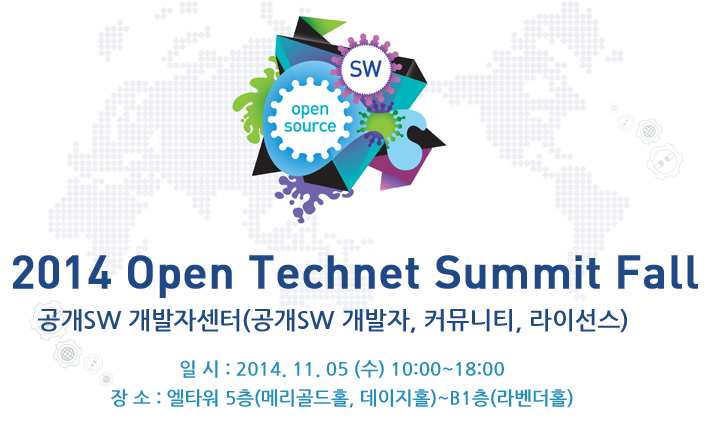 SW
open
source
2014 Open Technet Summit Fall
공개SW 개발자센터(공개SW 개발자, 커뮤니티, 라이선스)
일 시 : 2014. 11. 05 (수) 10:00~18:00
장 소 : 엘타워 5층(메리골드홀, 데이지홀)~B1층(라벤더홀)